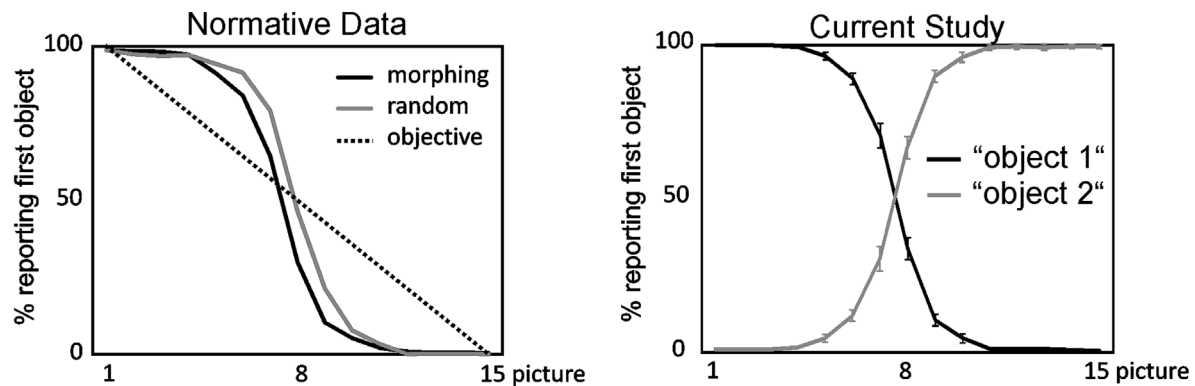 Normative Data
% reporting first object
100
50
0
morphing
random
objective
1 8 15 picture
Current Study
% reporting first object
100
50
0
“object 1“
“object 2“
1 8 15 picture